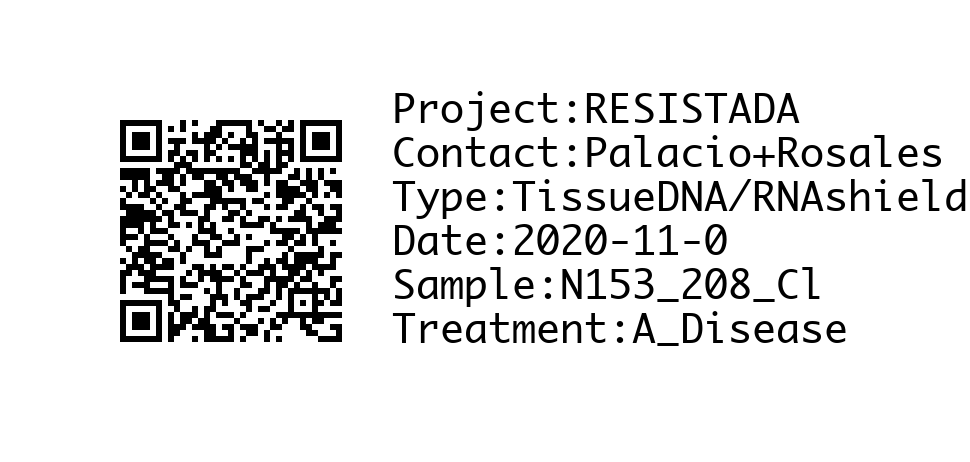 Project:RESISTADA
Contact:Palacio+Rosales
Type:TissueDNA/RNAshield
Date:2020-11-0
Sample:N153_208_Cl
Treatment:A_Disease